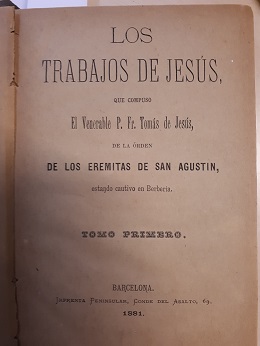 LOS
TRABAJOS DE JESÚS,
QUE COMPUSO
El Venerable P. Fr. Tomás de Jesús,
DE LA ÓRDEN
DE LOS EREMITAS DE SAN AGUSTIN,
estando cautivo en Berbería.
TOMO PRIMERO.
BARCELONA.
IMPRENTA PENINSULAR, CONDE DEL ASALTO, 63.
1881.